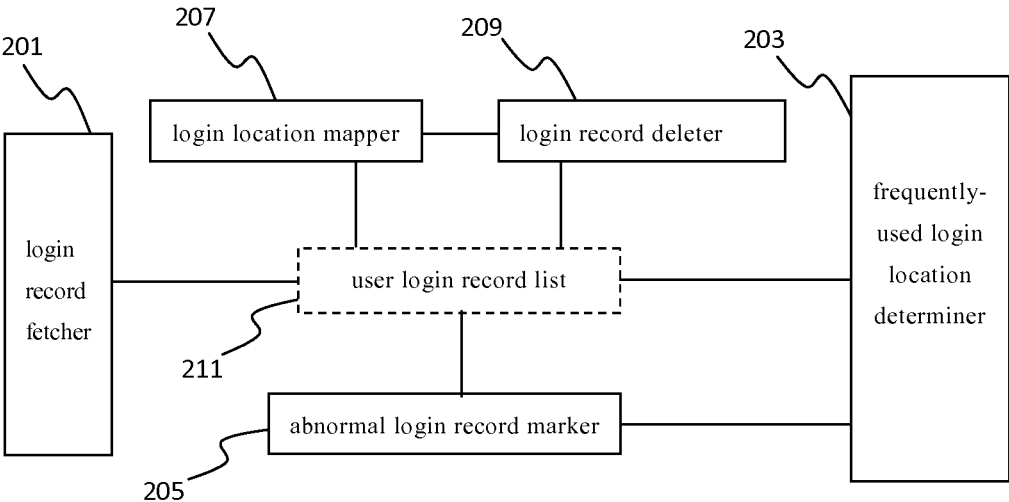 207
209
203
201
login location mapper
login record deleter
frequently-
used login
location
determiner
login
record
fetcher
user login record list
211
abnormal login record marker
205